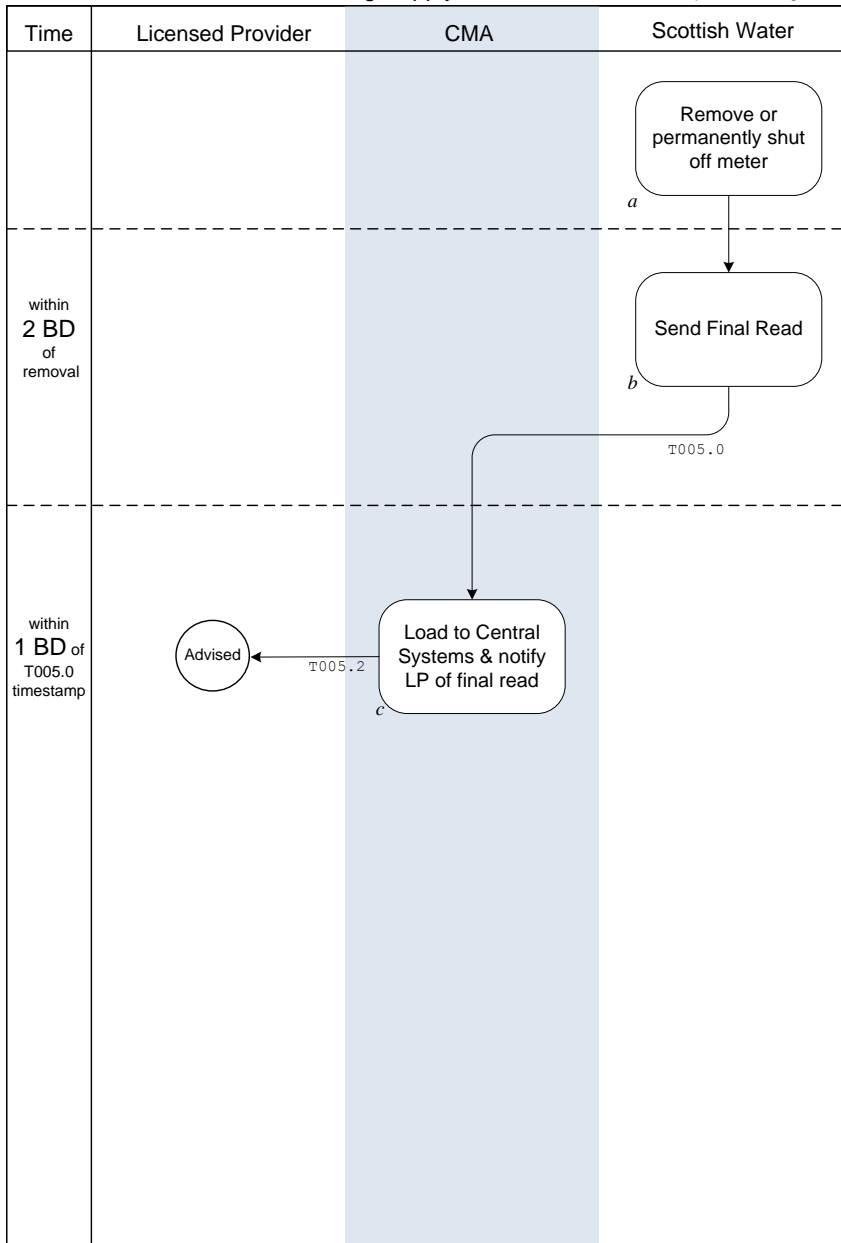 Time
Licensed Provider
CMA
Scottish Water
Remove or
permanently shut
off meter
a
within
2 BD
of
removal
Send Final Read
b
T005.0
within
1 BD of
T005.0
timestamp
Advised
T005.2
Load to Central
Systems & notify
LP of final read
c